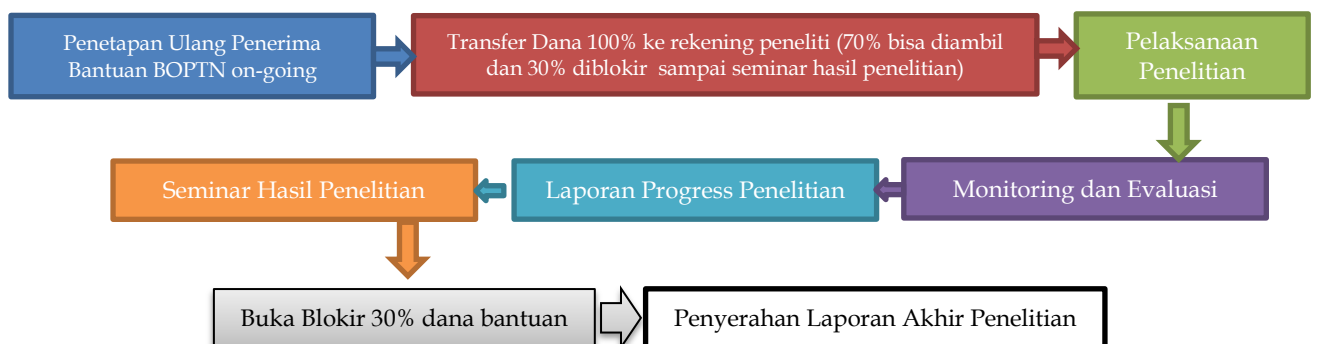 Penetapan Ulang Penerima
Bantuan BOPTN on-going
Transfer Dana 100% ke rekening peneliti (70% bisa diambil
dan 30% diblokir sampai seminar hasil penelitian)
Pelaksanaan
Penelitian
Monitoring dan Evaluasi
Laporan Progress Penelitian
Seminar Hasil Penelitian
Buka Blokir 30% dana bantuan
Penyerahan Laporan Akhir Penelitian